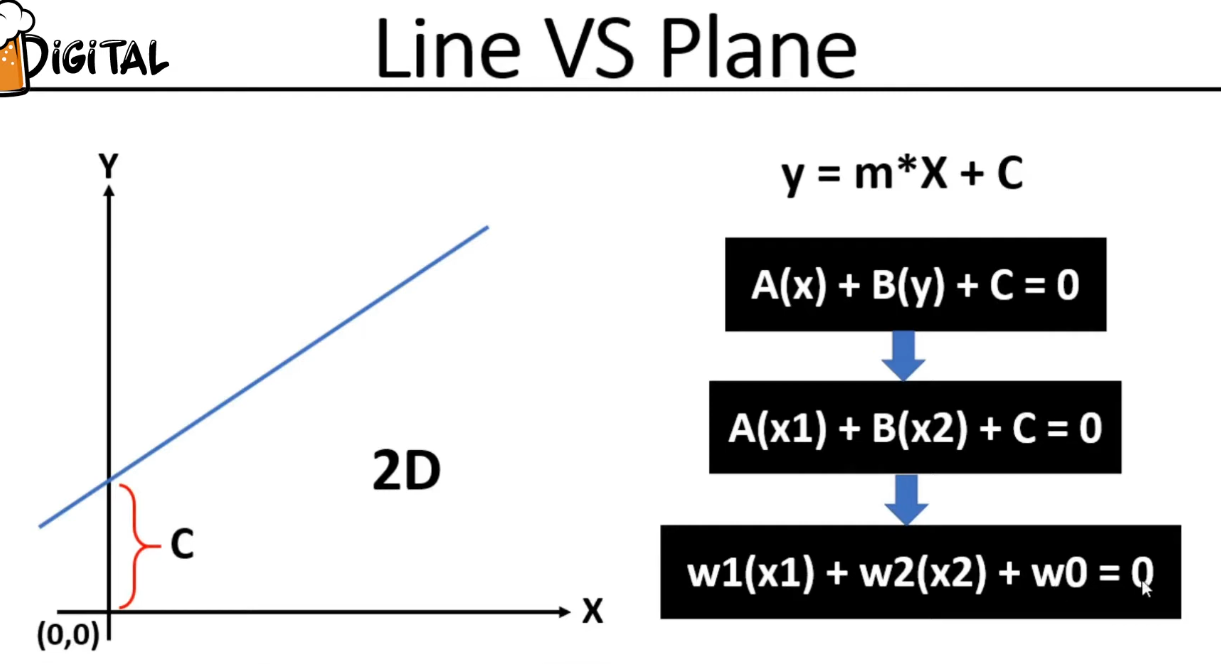 DiGiTAL
Line VS Plane
Y
y = m*X + C
A(x) + B(y) + C = 0
A(x1) + B(x2) + C = 0
2D
C
w1(x1) + w2(x2) + w0 = 0
X
(0,0)